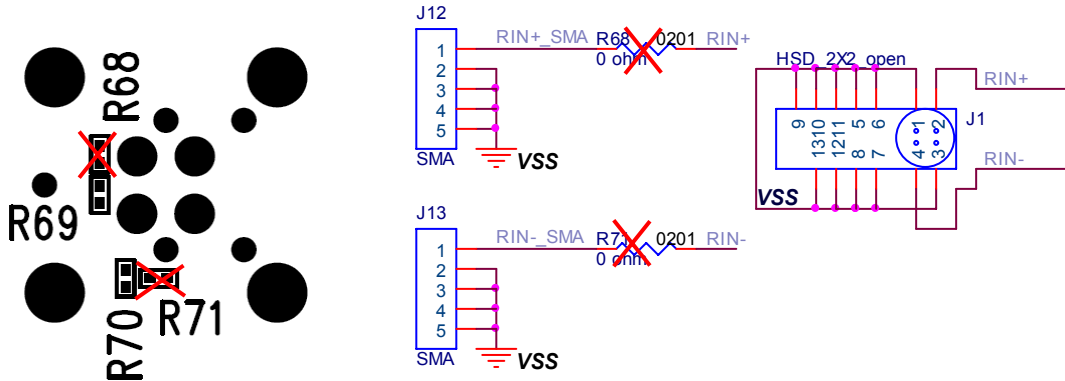 R68
R69
R70
R71
J12
RIN+_SMA
R68
0201
RIN+
0 ohm
1
2
3
4
5
SMA
VSS
J13
RIN-_SMA
R71
0201
RIN-
0 ohm
1
2
3
4
5
SMA
VSS
HSD_2X2_open
RIN+
9
1310
1211
5
8
6
7
1
4
2
3
J1
RIN-
VSS